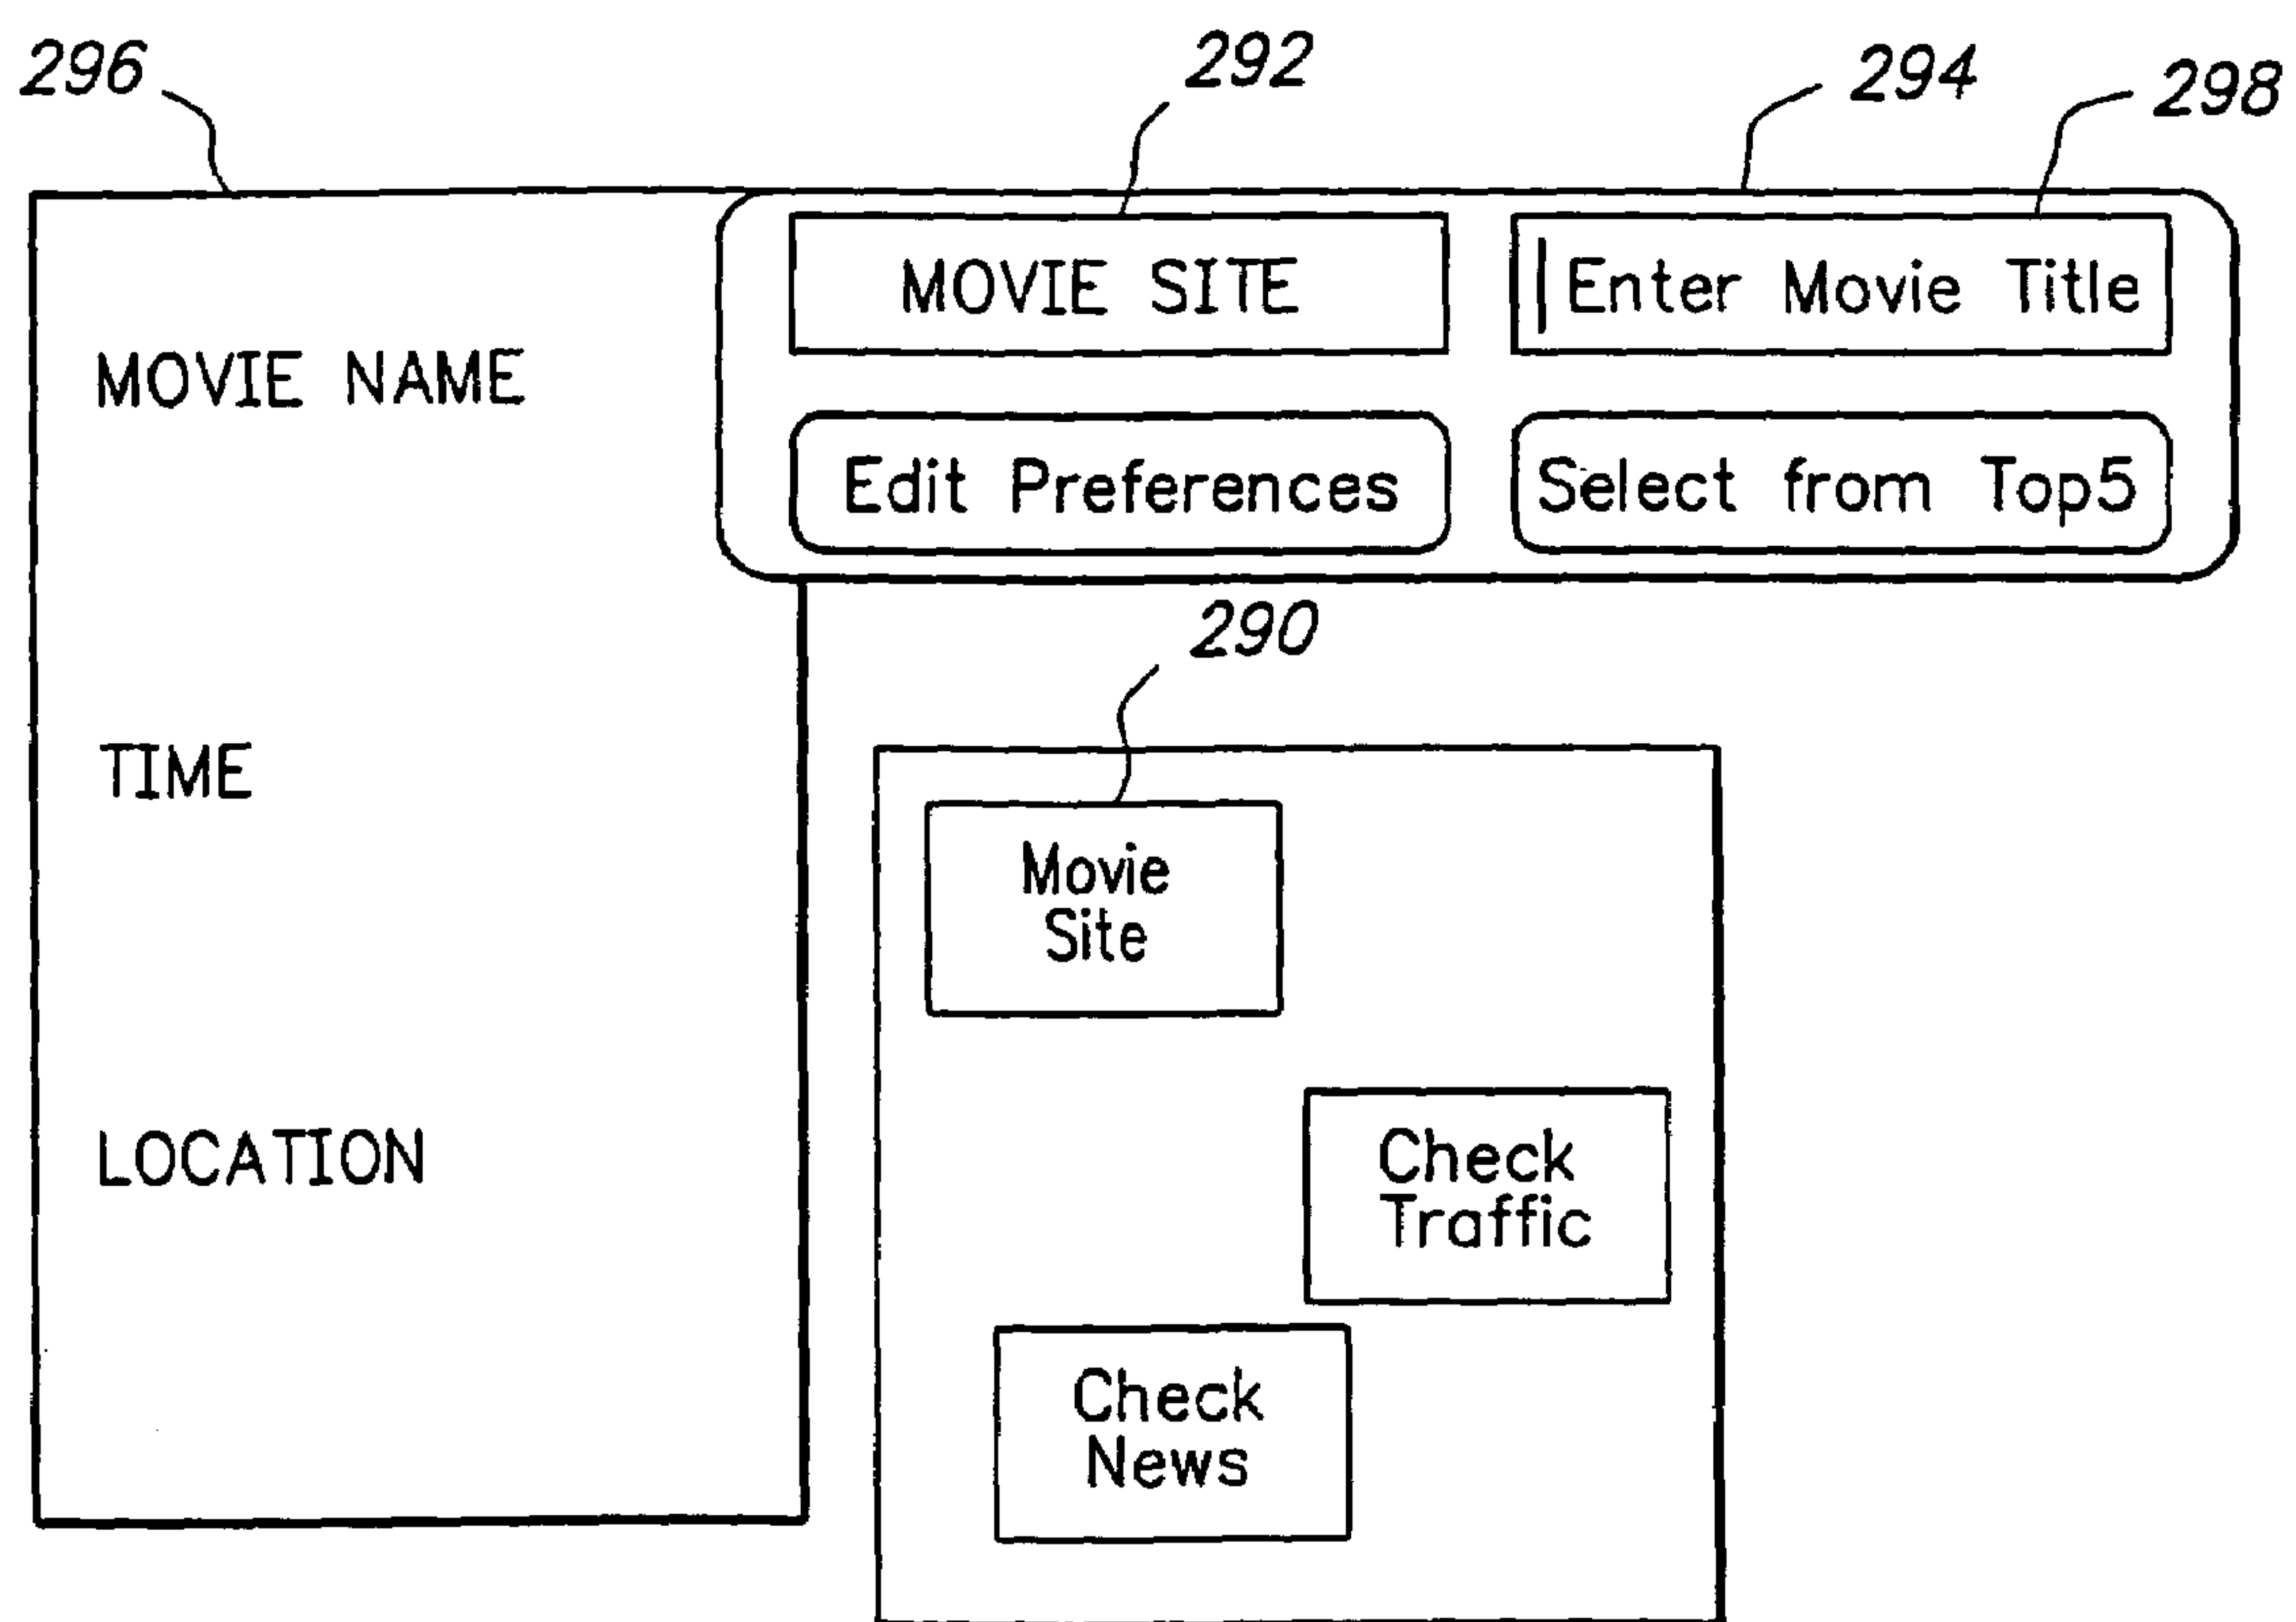 296
292
294
298
MOVIE SITE
Enter Movie Title
MOVIE NAME
Edit Preferences
Select from Top5
290
TIME
Movie
Site
LOCATION
Check
Traffic
Check
News